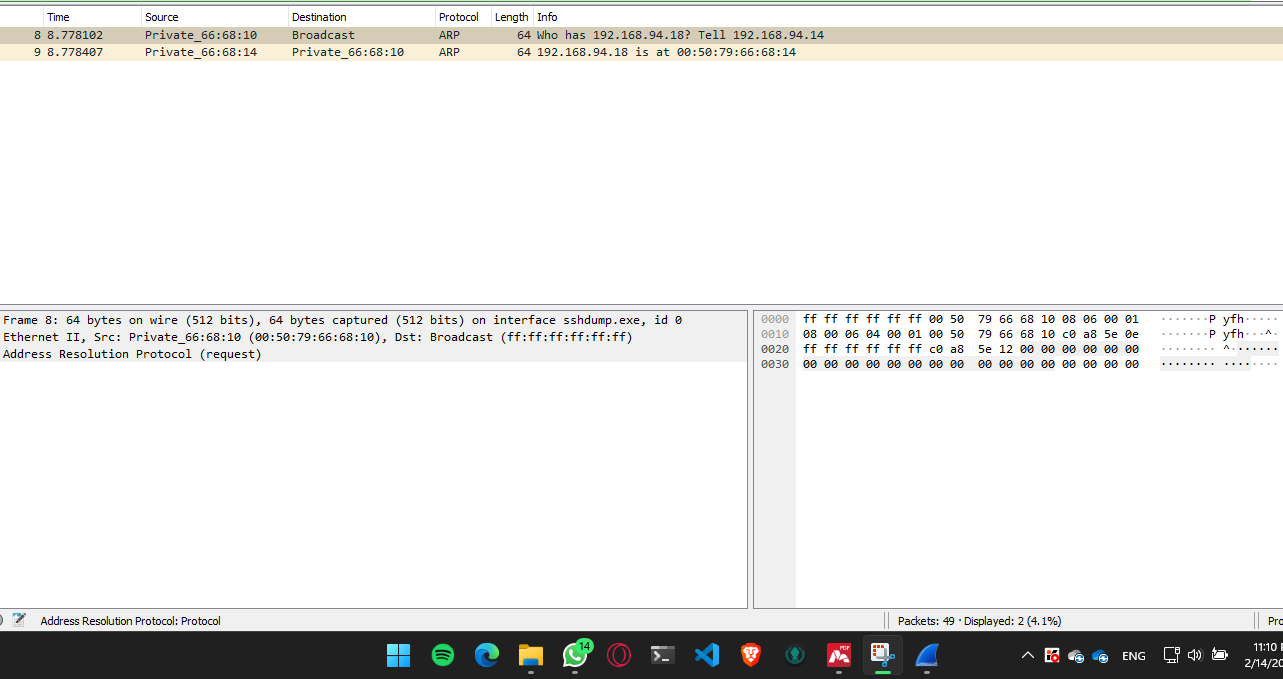 Time Source Destination Protocol Length Info
8 8.778102 Private_66:68:10 Broadcast ARP 64 Who has 192.168.94.18? Tell 192.168.94.14
9 8.778407 Private_66:68:14 Private_66:68:10 ARP 64 192.168.94.18 is at 00:50:79:66:68:14
Frame 8: 64 bytes on wire (512 bits), 64 bytes captured (512 bits) on interface sshdump.exe, id 0
Ethernet II, Src: Private_66:68:10 (00:50:79:66:68:10), Dst: Broadcast (ff:ff:ff:ff:ff:ff)
Address Resolution Protocol (request)
0000 ff ff ff ff ff ff 00 50 79 66 68 10 08 06 00 01 ·······P yfh·····
0010 08 00 06 04 00 01 00 50 79 66 68 10 c0 a8 5e 0e ·······P yfh···^·
0020 ff ff ff ff ff ff c0 a8 5e 12 00 00 00 00 00 00 ········ ^·······
0030 00 00 00 00 00 00 00 00 00 00 00 00 00 00 00 00 ········ ········
Address Resolution Protocol: Protocol
Packets: 49 · Displayed: 2 (4.1%)
Pro
14
PDF
ENG
11:10
2/14/20